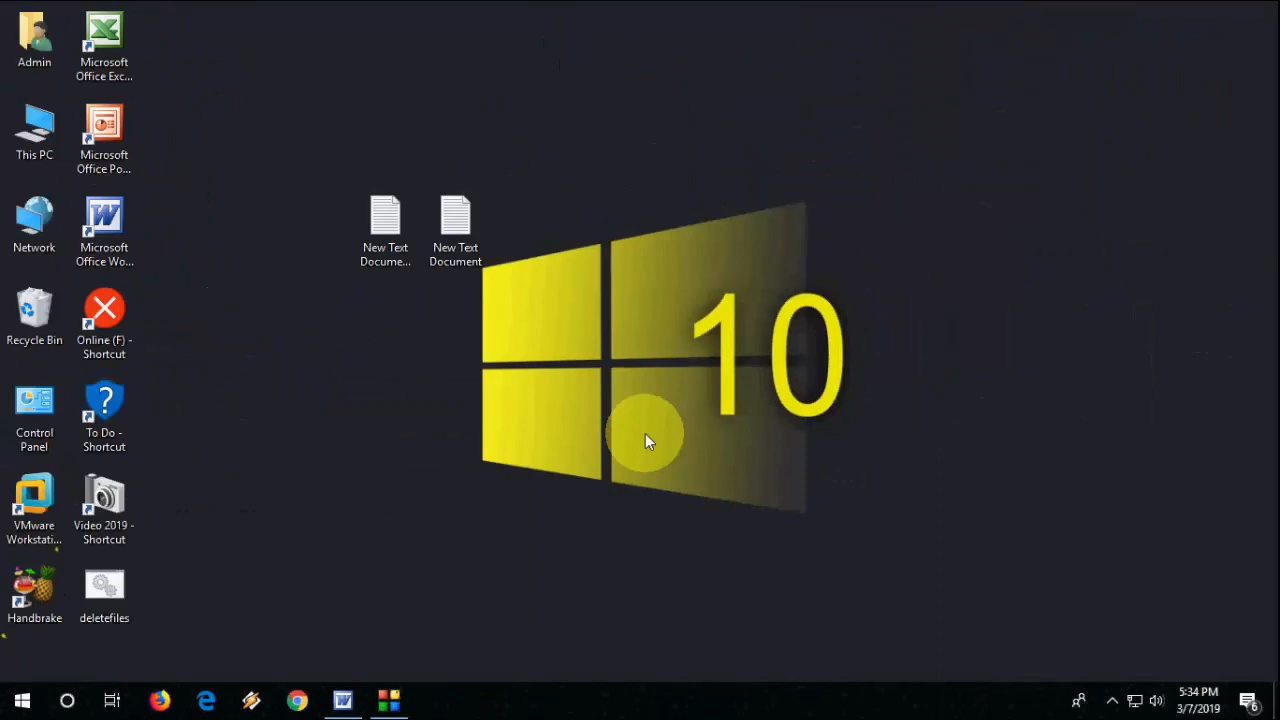 Admin
Microsoft
Office Exc...
This PC
Microsoft
Office Po...
Network
Microsoft
Office Wo...
New Text
Docume...
New Text
Document
10
Recycle Bin
Online (F) -
Shortcut
Control
Panel
To Do -
Shortcut
VMware
Workstati...
Video 2019 -
Shortcut
Handbrake
deletefiles
5:34 PM
3/7/2019
6